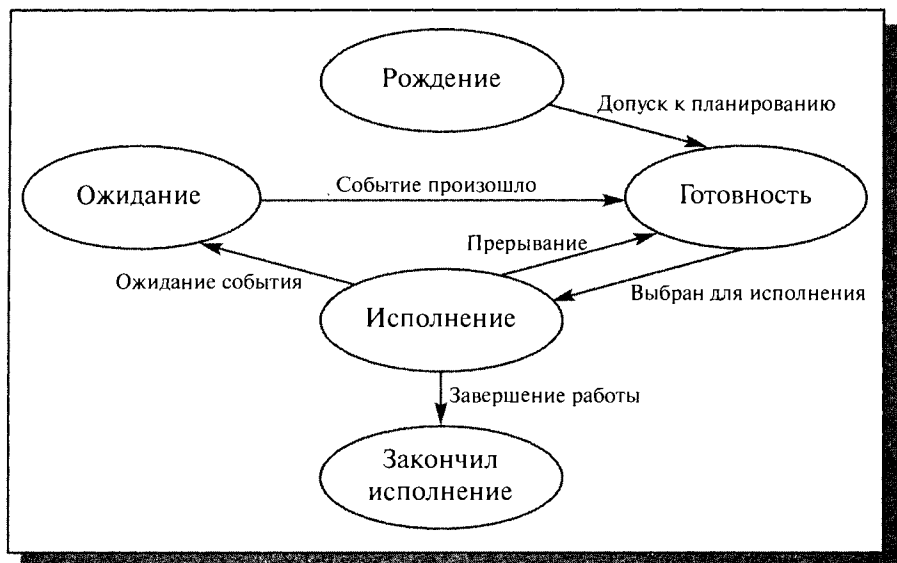 Рождение
Допуск к планированию
Ожидание
Событие произошло
Готовность
Прерывание
Ожидание события
Исполнение
Выбран для исполнения
Завершение работы
Закончил
исполнение